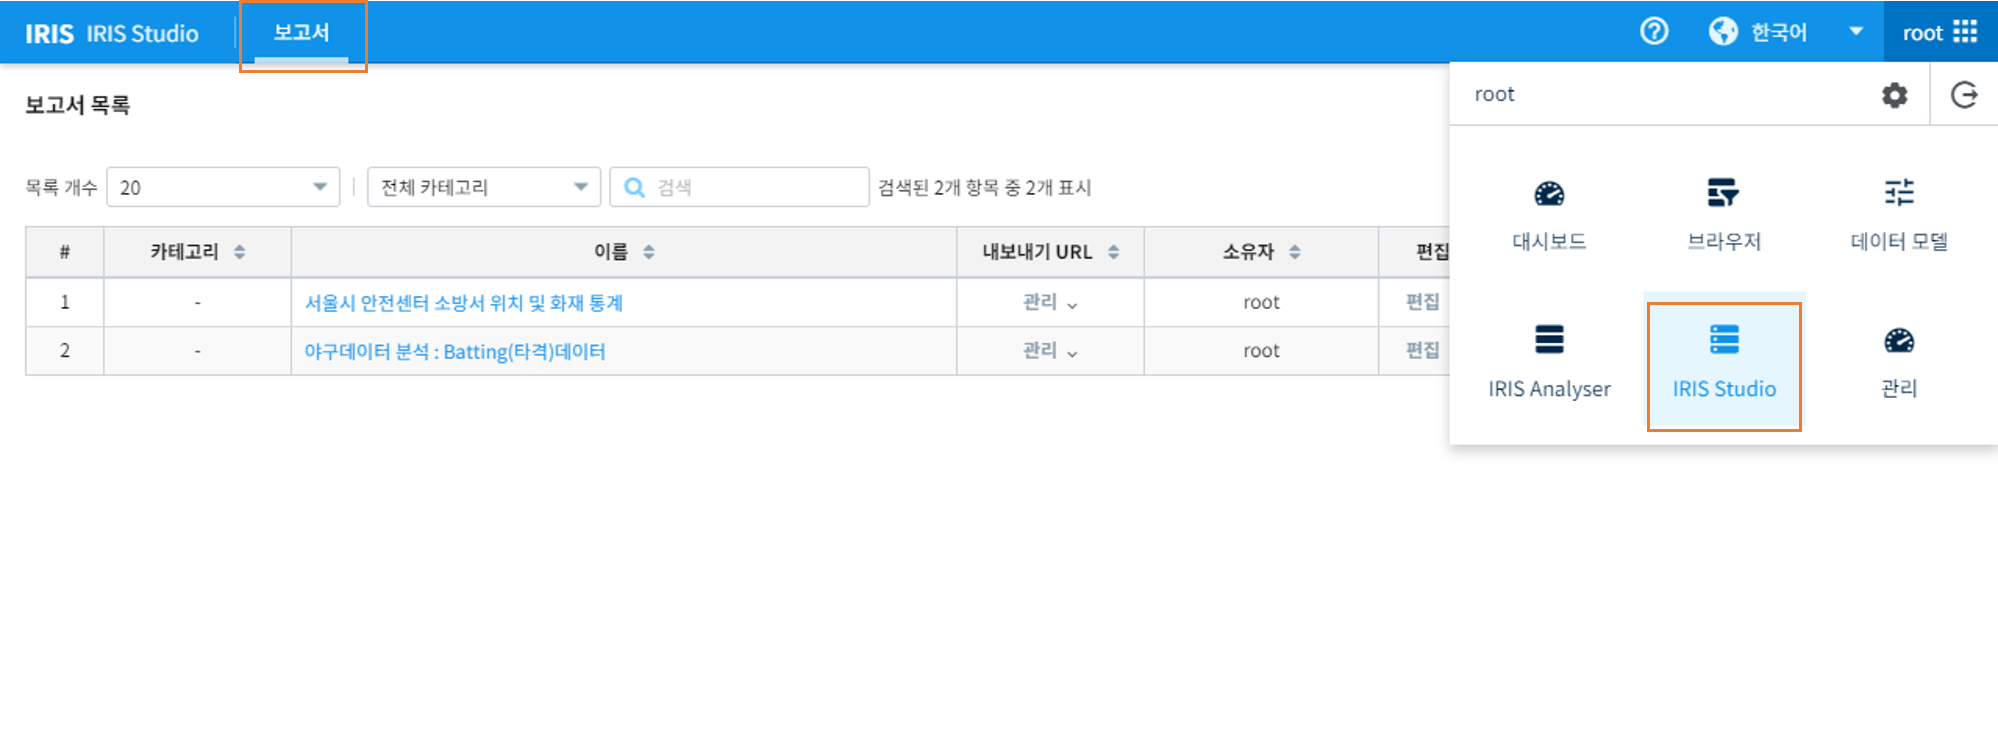 IRIS IRIS Studio 보고서 한국어 root
보고서 목록
root
목록 개수 20 전체 카테고리 검색 검색된 2개 항목 중 2개 표시
# 카테고리 이름 내보내기 URL 소유자 편집
1 - 서울시 안전센터 소방서 위치 및 화재 통계 관리 root 편집
2 - 야구데이터 분석 : Batting(타격)데이터 관리 root 편집
대시보드 브라우저 데이터 모델
IRIS Analyser IRIS Studio 관리